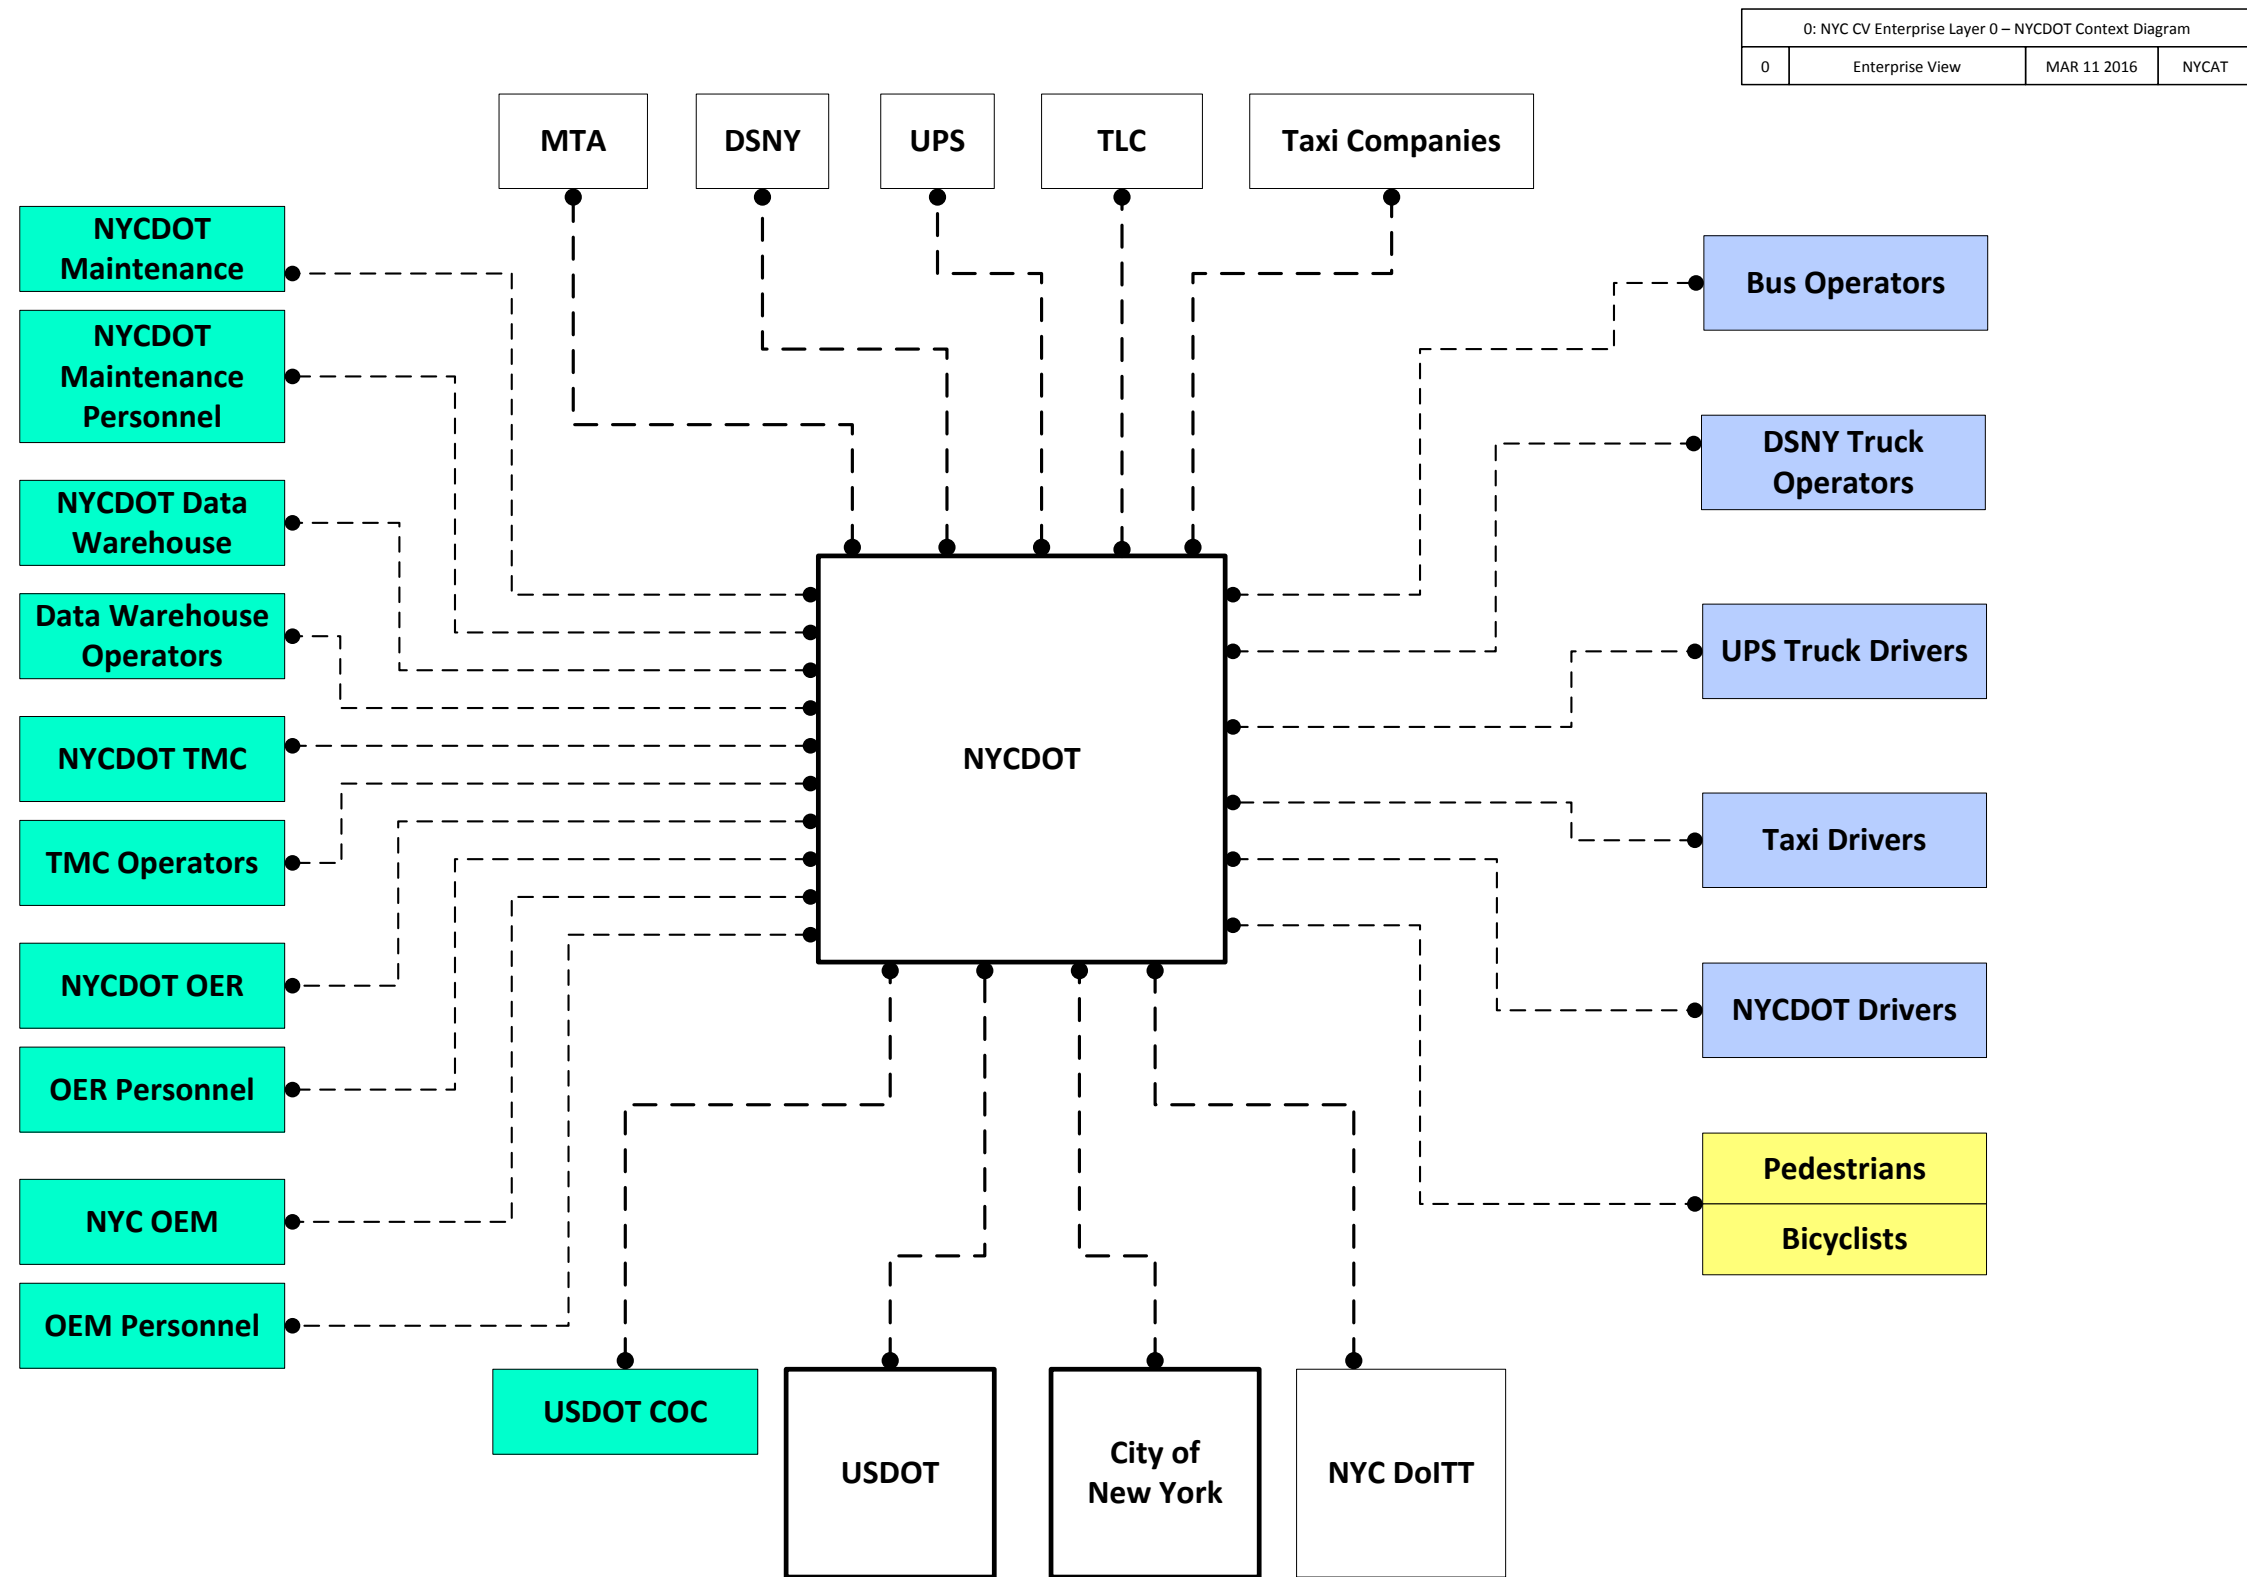 0: NYC CV Enterprise Layer 0 – NYCDOT Context Diagram
0 Enterprise View MAR 11 2016 NYCAT
MTA
DSNY
UPS
TLC
Taxi Companies
NYCDOT
Maintenance
NYCDOT
Maintenance
Personnel
NYCDOT Data
Warehouse
Data Warehouse
Operators
NYCDOT TMC
TMC Operators
NYCDOT OER
OER Personnel
NYC OEM
OEM Personnel
NYCDOT
Bus Operators
DSNY Truck
Operators
UPS Truck Drivers
Taxi Drivers
NYCDOT Drivers
Pedestrians
Bicyclists
USDOT COC
USDOT
City of
New York
NYC DoITT